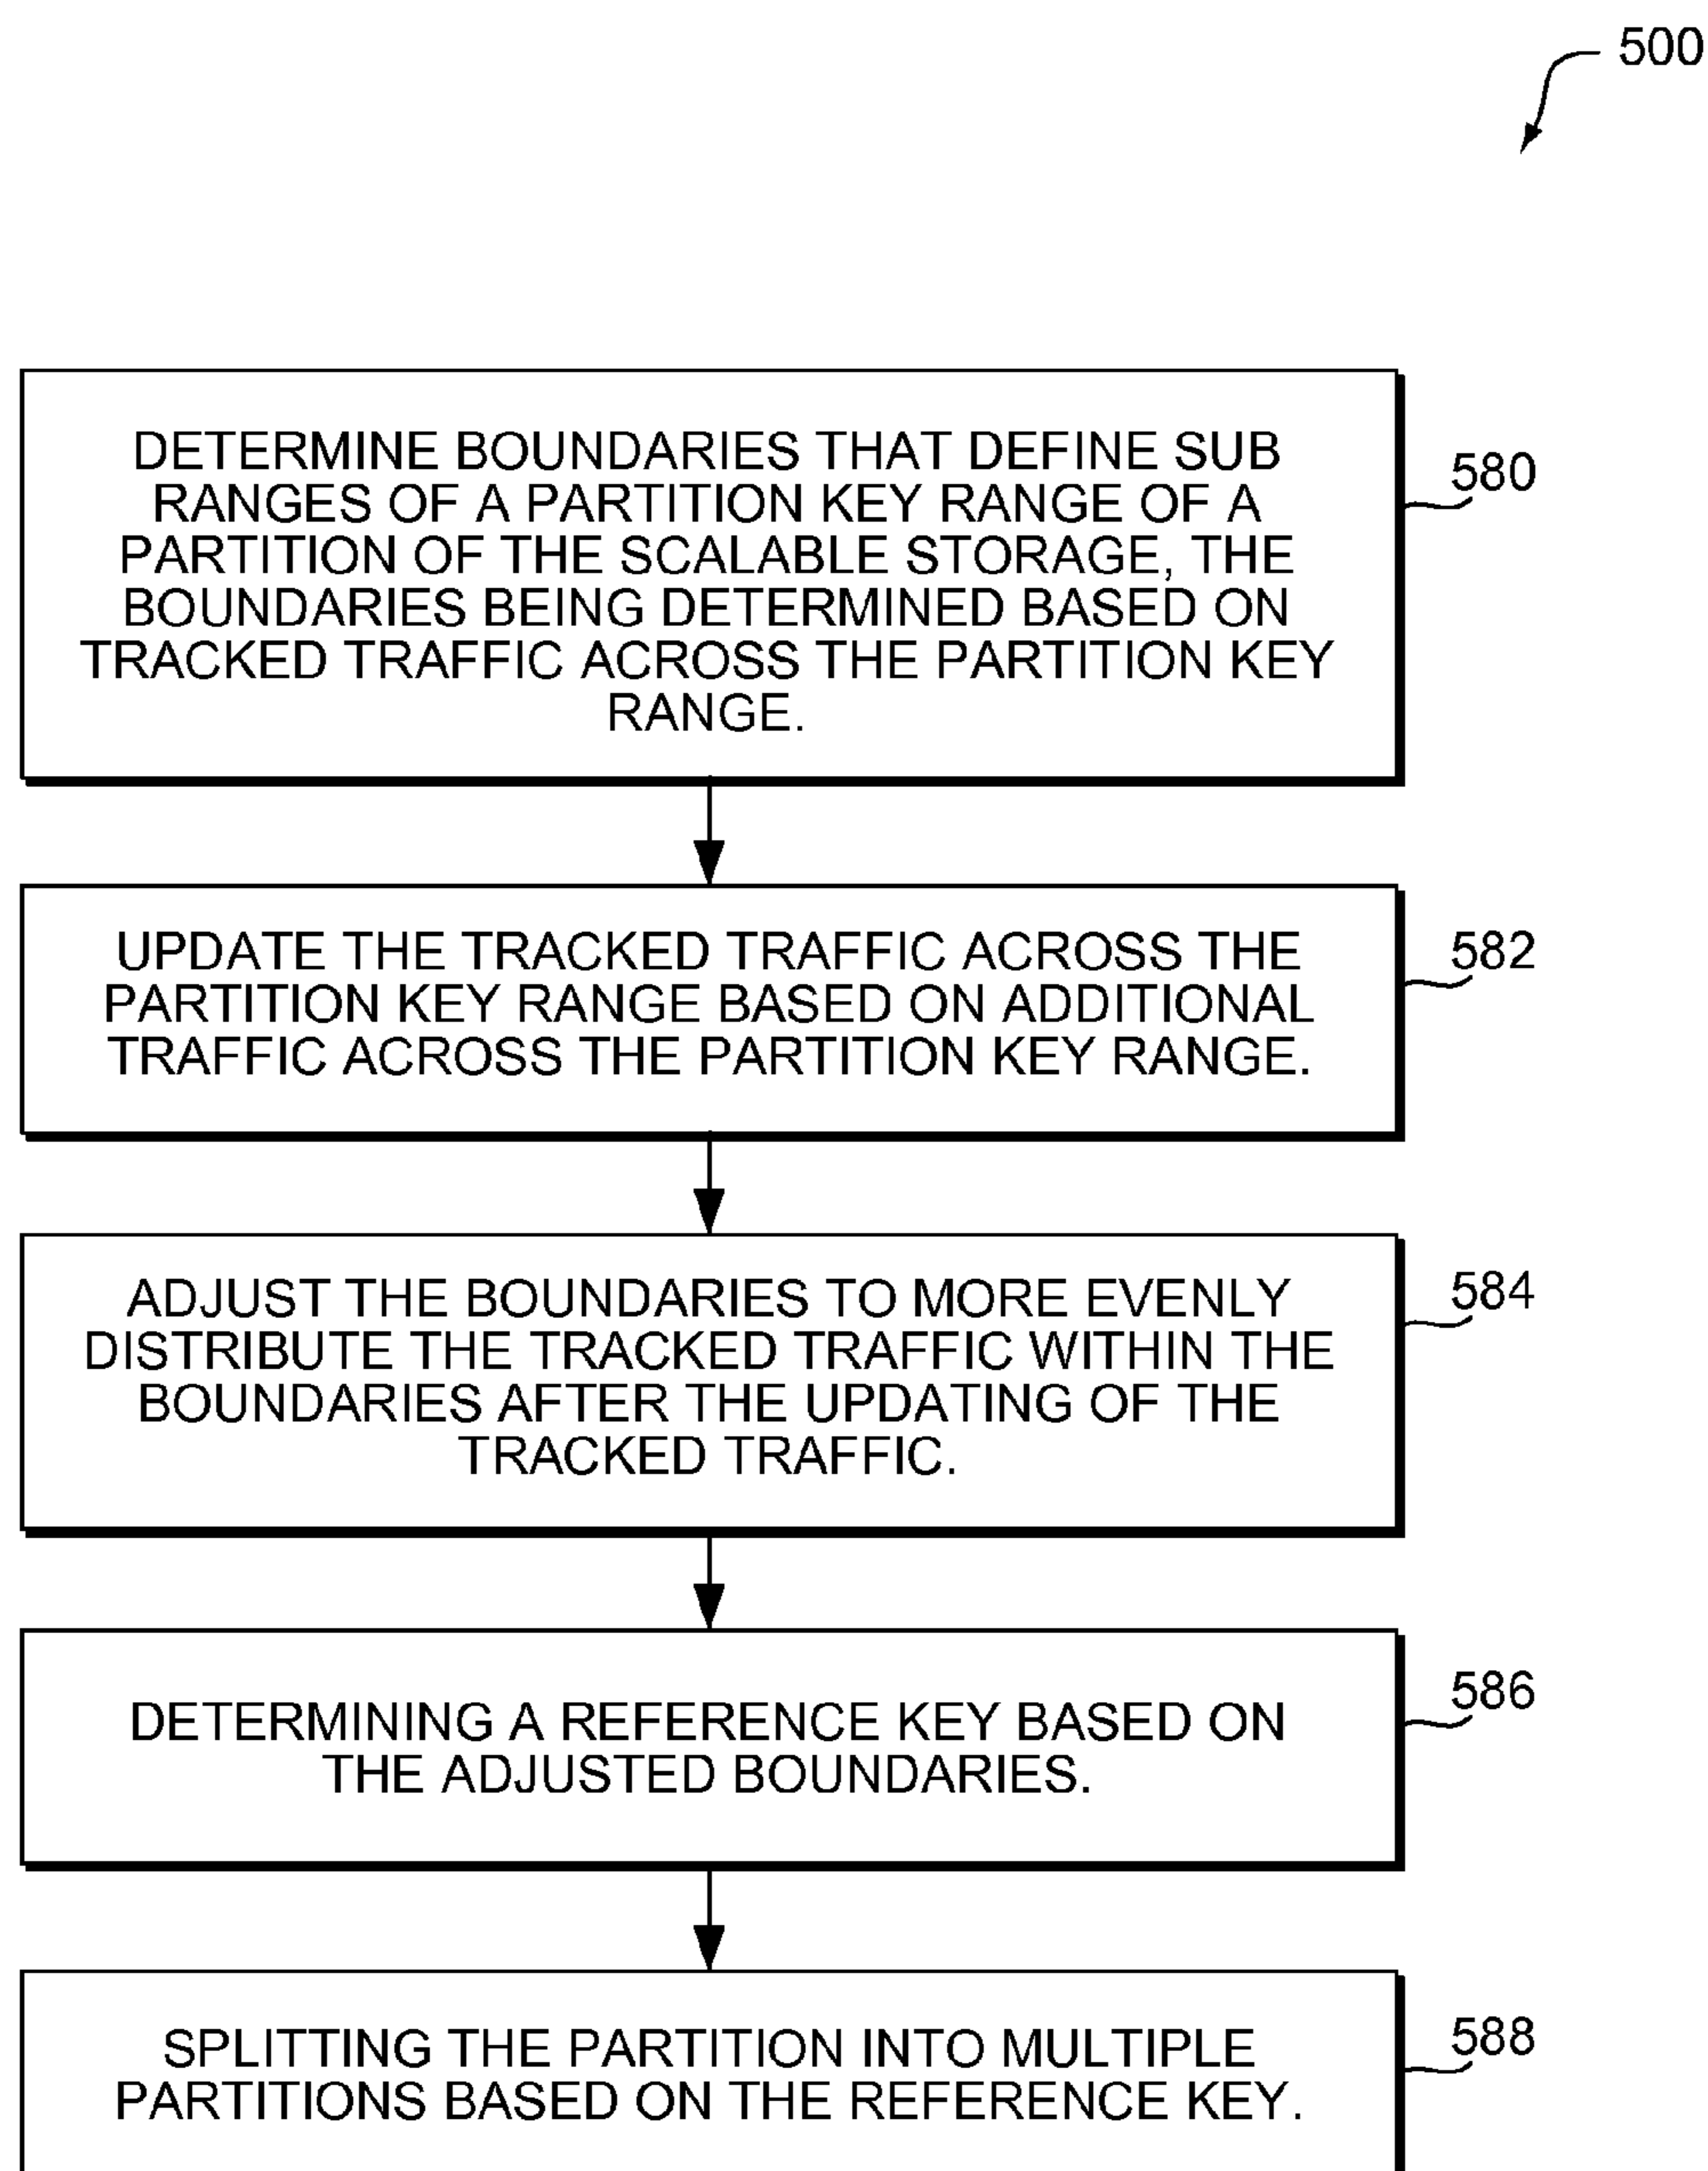 500
DETERMINE BOUNDARIES THAT DEFINE SUB
RANGES OF A PARTITION KEY RANGE OF A
PARTITION OF THE SCALABLE STORAGE, THE
BOUNDARIES BEING DETERMINED BASED ON
TRACKED TRAFFIC ACROSS THE PARTITION KEY
RANGE.
580
UPDATE THE TRACKED TRAFFIC ACROSS THE
PARTITION KEY RANGE BASED ON ADDITIONAL
TRAFFIC ACROSS THE PARTITION KEY RANGE.
582
ADJUST THE BOUNDARIES TO MORE EVENLY
DISTRIBUTE THE TRACKED TRAFFIC WITHIN THE
BOUNDARIES AFTER THE UPDATING OF THE
TRACKED TRAFFIC.
584
DETERMINING A REFERENCE KEY BASED ON
THE ADJUSTED BOUNDARIES.
586
SPLITTING THE PARTITION INTO MULTIPLE
PARTITIONS BASED ON THE REFERENCE KEY.
588